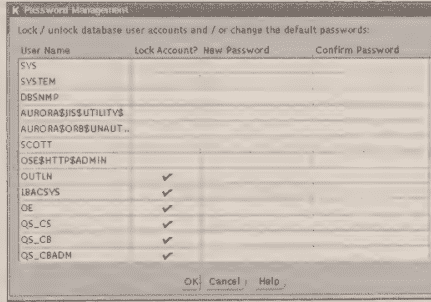 Password Management
Lock / unlock database user accounts and / or change the default passwords:
User Name Lock Account? New Password Confirm Password
SYS
SYSTEM
DBSNMP
AURORA$JIS$UTILITY$
AURORA$ORB$UNAUT...
SCOTT
OSE$HTTP$ADMIN
OUTLN ✔
LBACSYS ✔
OE ✔
QS_CS ✔
QS_CB ✔
QS_CBADM ✔
OK Cancel Help